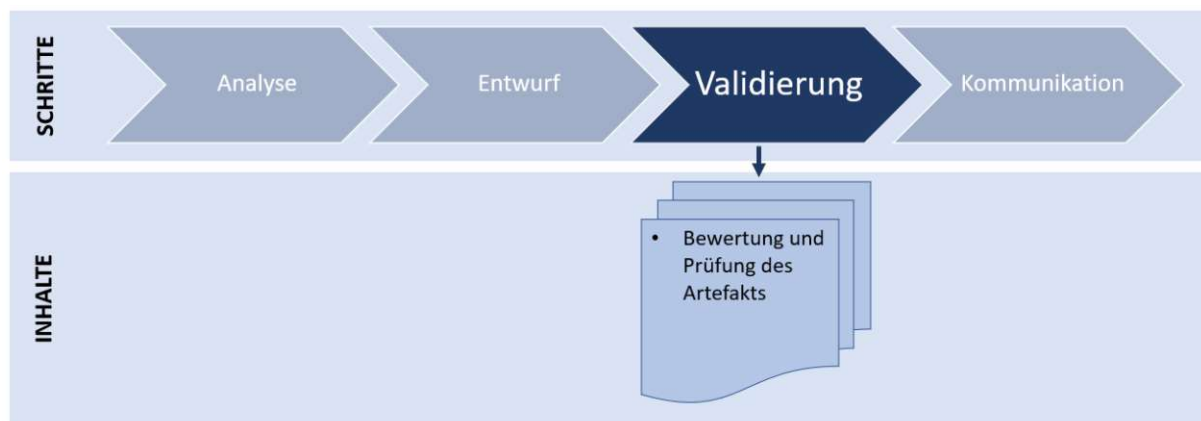 SCHRITTE
Analyse
Entwurf
Validierung
Kommunikation
INHALTE
• Bewertung und
Prüfung des
Artefakts